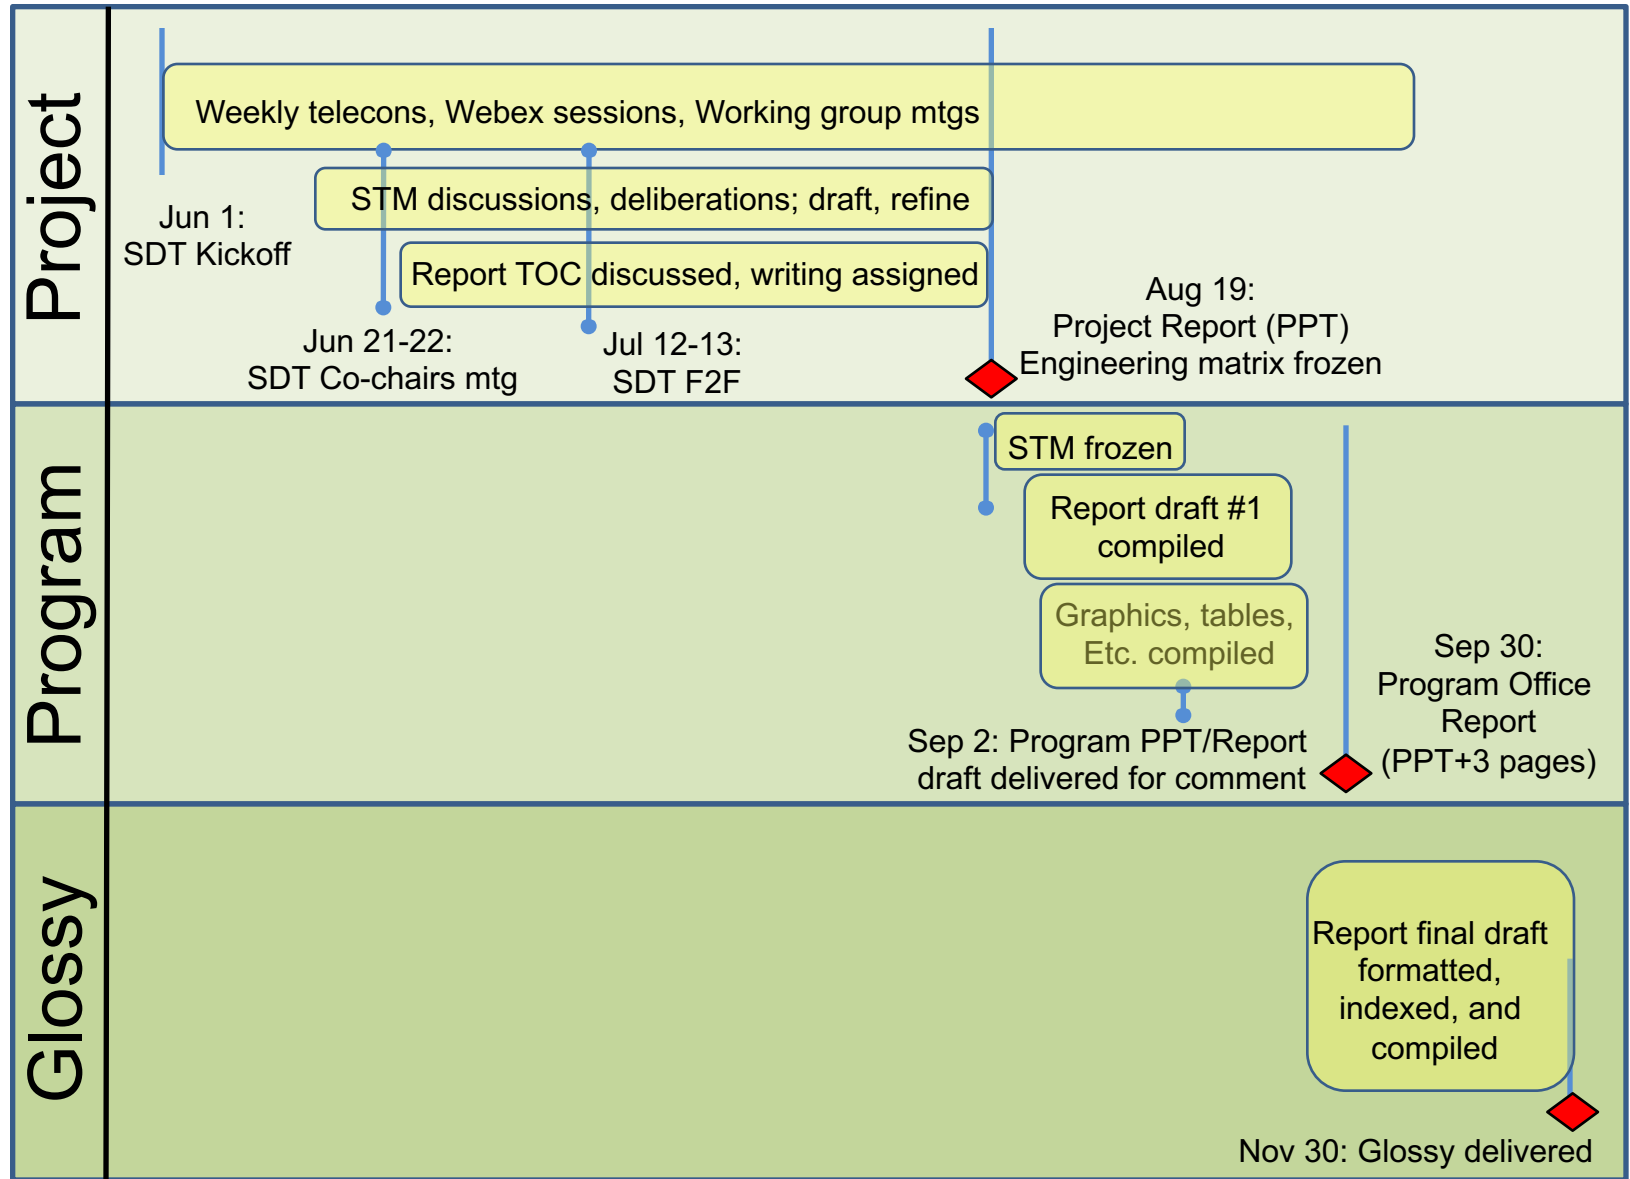 Project
Weekly telecons, Webex sessions, Working group mtgs
STM discussions, deliberations; draft, refine
Jun 1:
SDT Kickoff
Report TOC discussed, writing assigned
Jun 21-22:
SDT Co-chairs mtg
Jul 12-13:
SDT F2F
Aug 19:
Project Report (PPT)
Engineering matrix frozen
Program
STM frozen
Report draft #1
compiled
Graphics, tables,
Etc. compiled
Sep 2: Program PPT/Report
draft delivered for comment
Sep 30:
Program Office
Report
(PPT+3 pages)
Glossy
Report final draft
formatted,
indexed, and
compiled
Nov 30: Glossy delivered